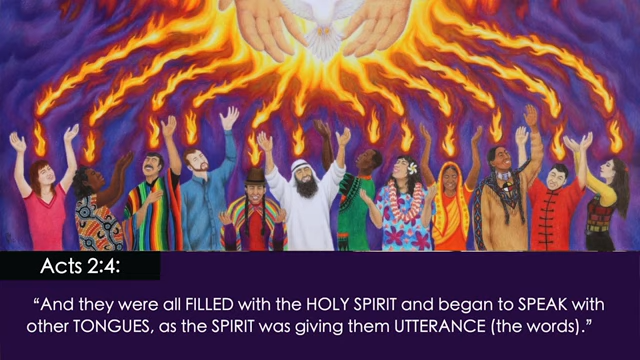 Acts 2:4:
“And they were all FILLED with the HOLY SPIRIT and began to SPEAK with
other TONGUES, as the SPIRIT was giving them UTTERANCE (the words).”